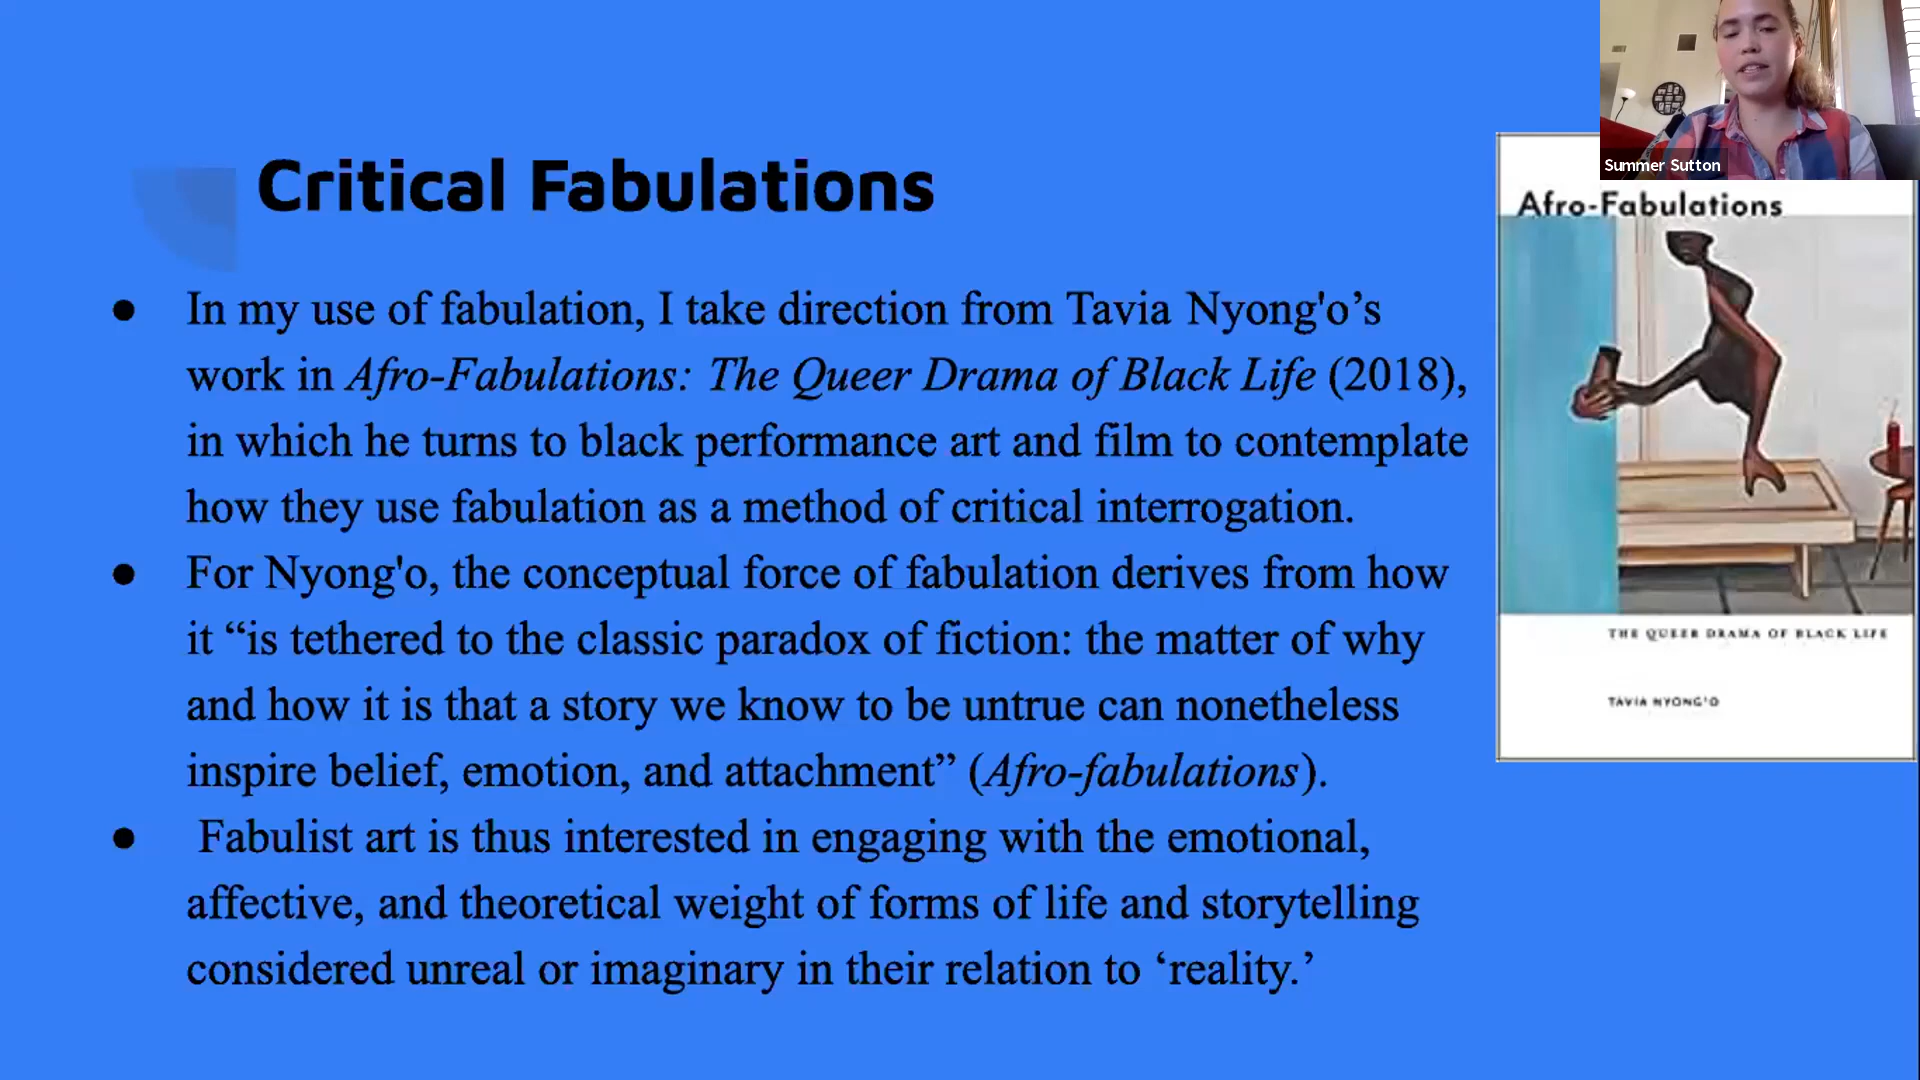 Summer Sutton
Critical Fabulations
● In my use of fabulation, I take direction from Tavia Nyong'o’s
work in Afro-Fabulations: The Queer Drama of Black Life (2018),
in which he turns to black performance art and film to contemplate
how they use fabulation as a method of critical interrogation.
● For Nyong'o, the conceptual force of fabulation derives from how
it “is tethered to the classic paradox of fiction: the matter of why
and how it is that a story we know to be untrue can nonetheless
inspire belief, emotion, and attachment” (Afro-fabulations).
● Fabulist art is thus interested in engaging with the emotional,
affective, and theoretical weight of forms of life and storytelling
considered unreal or imaginary in their relation to ‘reality.’
Afro-Fabulations
THE QUEER DRAMA OF BLACK LIFE
TAVIA NYONG'O